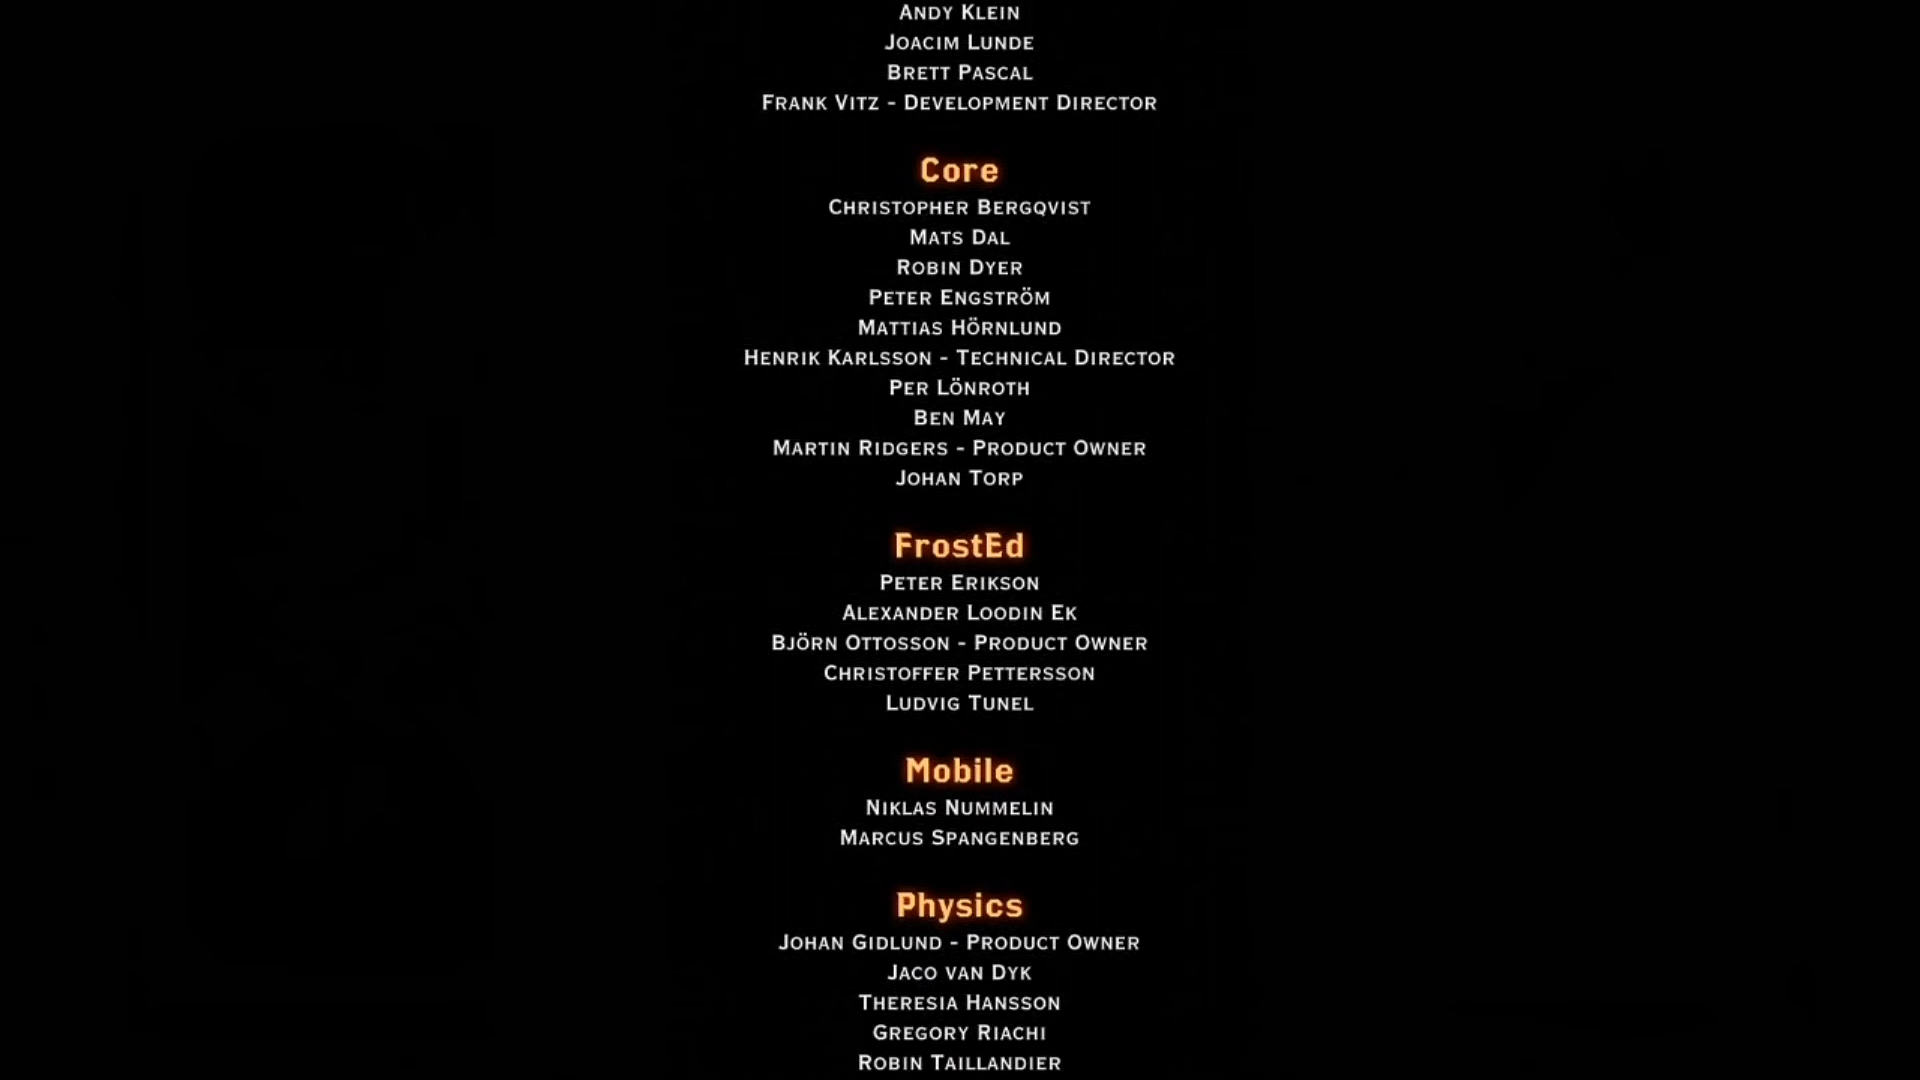 Andy Klein
Joacim Lunde
Brett Pascal
Frank Vitz - Development Director
Core
Christopher Bergqvist
Mats Dal
Robin Dyer
Peter Engström
Mattias Hörnlund
Henrik Karlsson - Technical Director
Per Lönroth
Ben May
Martin Ridgers - Product Owner
Johan Torp
FrostEd
Peter Erikson
Alexander Loodin Ek
Björn Ottosson - Product Owner
Christoffer Pettersson
Ludvig Tunel
Mobile
Niklas Nummelin
Marcus Spangenberg
Physics
Johan Gidlund - Product Owner
Jaco van Dyk
Theresia Hansson
Gregory Riachi
Robin Taillandier